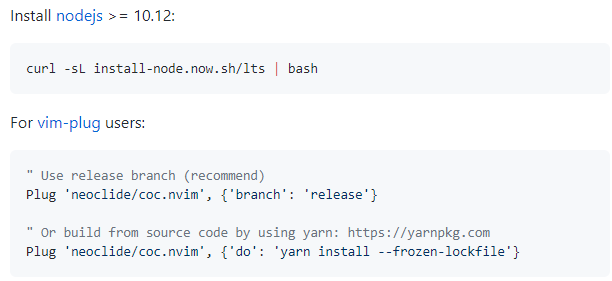 Install nodejs >= 10.12:
curl -sL install-node.now.sh/lts | bash
For vim-plug users:
" Use release branch (recommend)
Plug 'neoclide/coc.nvim', {'branch': 'release'}
" Or build from source code by using yarn: https://yarnpkg.com
Plug 'neoclide/coc.nvim', {'do': 'yarn install --frozen-lockfile'}